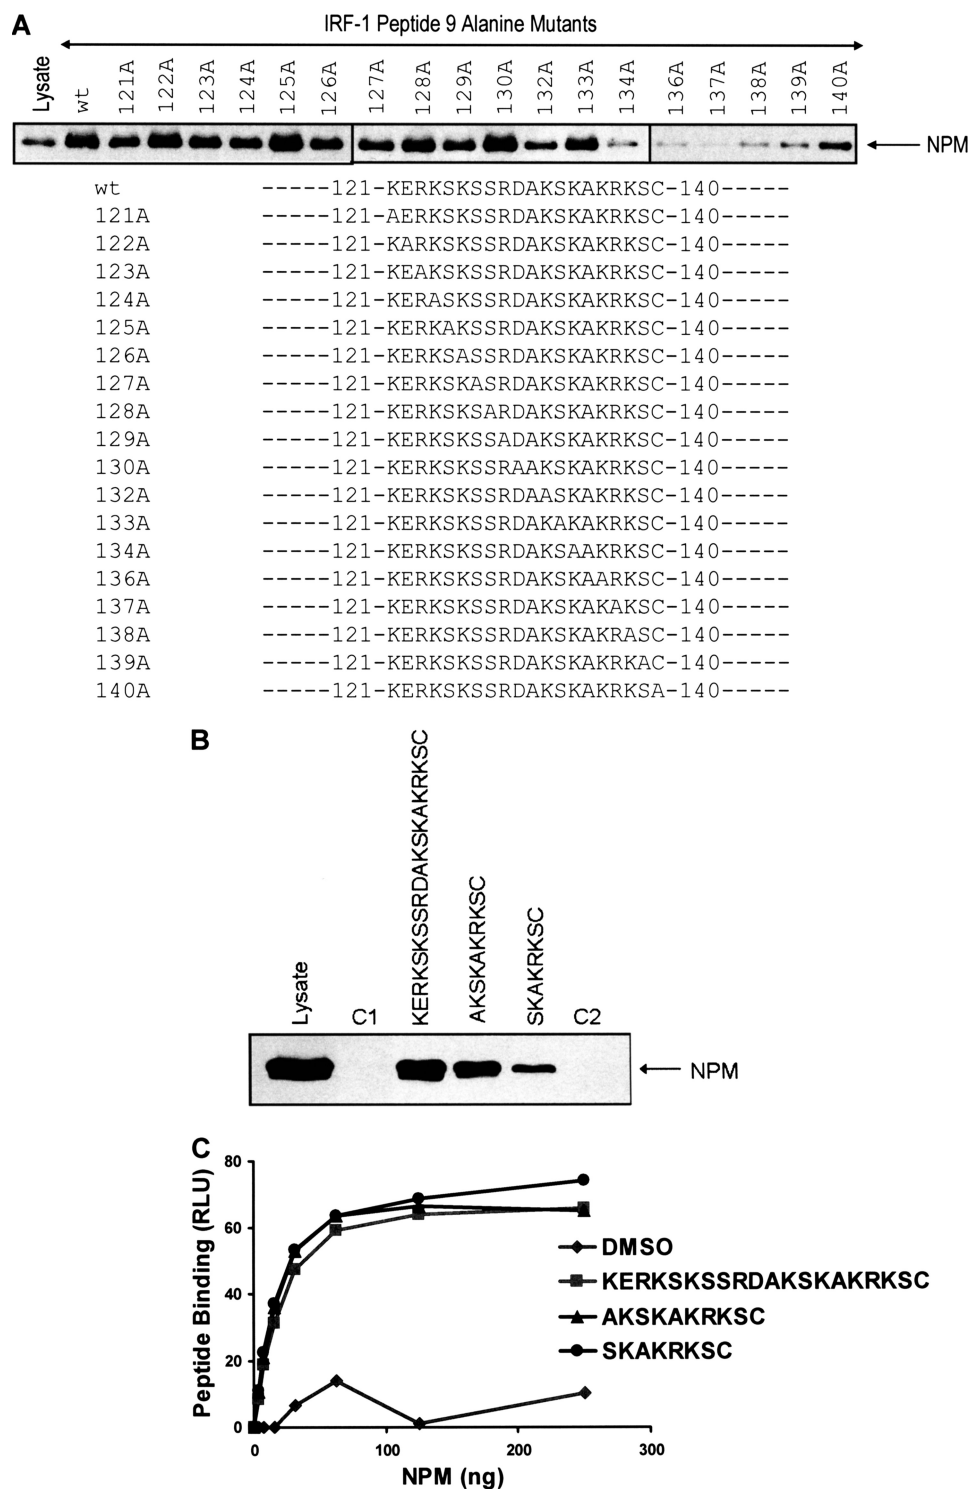 A
IRF-1 Peptide 9 Alanine Mutants
Lysate wt 121A 122A 123A 124A 125A 126A 127A 128A 129A 130A 132A 133A 134A 136A 137A 138A 139A 140A
NPM
wt -----121-KERKSKSSRDAKSKAKRKSC-140-----
121A -----121-AERKSKSSRDAKSKAKRKSC-140-----
122A -----121-KARKSKSSRDAKSKAKRKSC-140-----
123A -----121-KEAKSKSSRDAKSKAKRKSC-140-----
124A -----121-KERASKSSRDAKSKAKRKSC-140-----
125A -----121-KERKAKSSRDAKSKAKRKSC-140-----
126A -----121-KERKSASSRDAKSKAKRKSC-140-----
127A -----121-KERKSKASRDAKSKAKRKSC-140-----
128A -----121-KERKSKSARDAKSKAKRKSC-140-----
129A -----121-KERKSKSSADAKSKAKRKSC-140-----
130A -----121-KERKSKSSRAAKSKAKRKSC-140-----
132A -----121-KERKSKSSRDAASKAKRKSC-140-----
133A -----121-KERKSKSSRDAKAKAKRKSC-140-----
134A -----121-KERKSKSSRDAKSAAKRKSC-140-----
136A -----121-KERKSKSSRDAKSKAARKSC-140-----
137A -----121-KERKSKSSRDAKSKAKAKSC-140-----
138A -----121-KERKSKSSRDAKSKAKRASC-140-----
139A -----121-KERKSKSSRDAKSKAKRKAC-140-----
140A -----121-KERKSKSSRDAKSKAKRKSA-140-----
B
Lysate C1 KERKSKSSRDAKSKAKRKSC AKSKAKRKSC SKAKRKSC C2
NPM
C
Peptide Binding (RLU)
80
60
40
20
0
0 100 200 300
NPM (ng)
DMSO
KERKSKSSRDAKSKAKRKSC
AKSKAKRKSC
SKAKRKSC